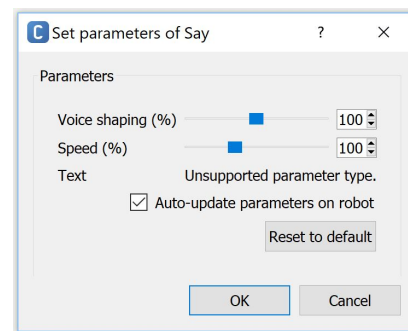 C Set parameters of Say ? ×
Parameters
Voice shaping (%) 100
Speed (%) 100
Text Unsupported parameter type.
Auto-update parameters on robot
Reset to default
OK Cancel